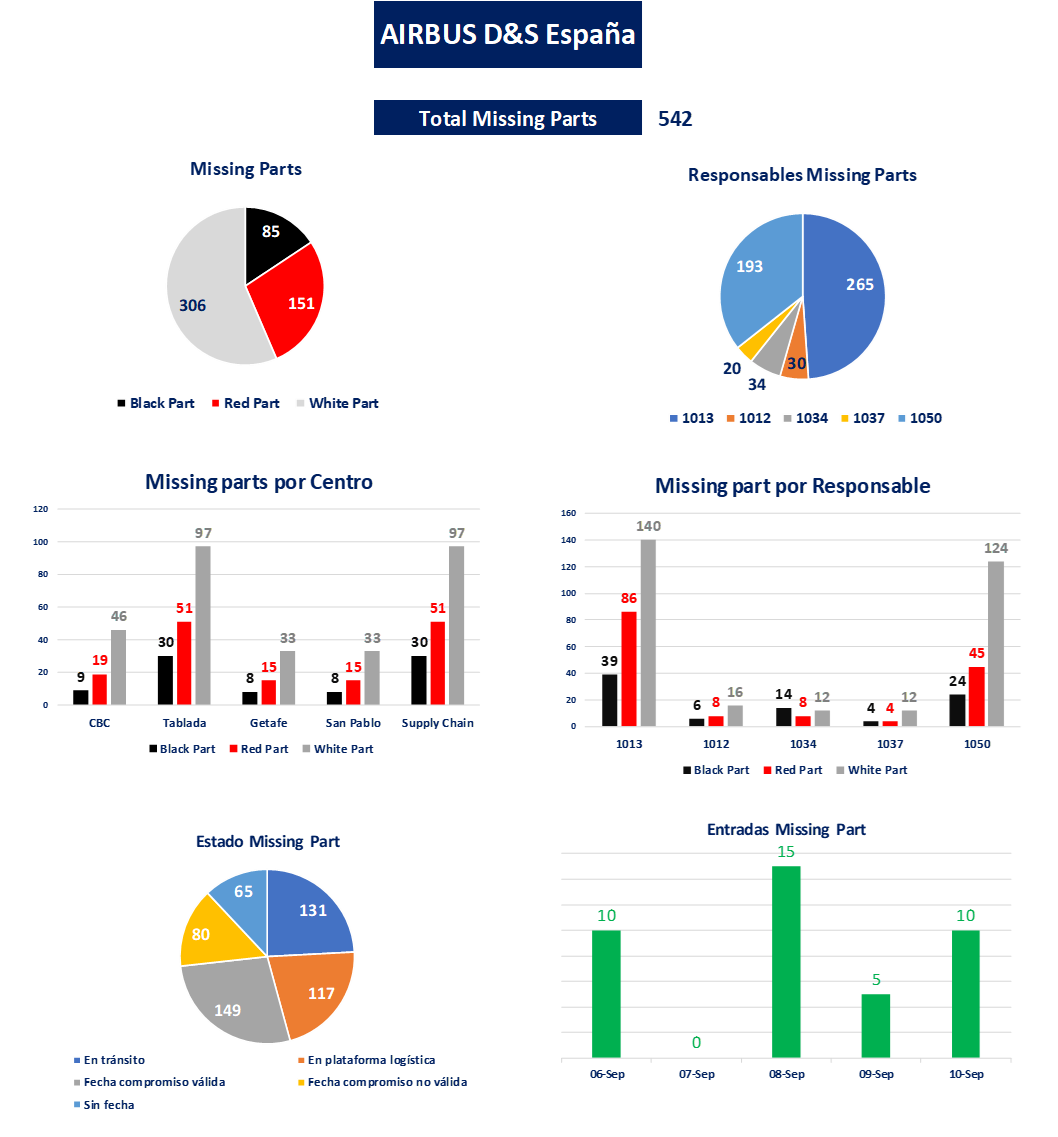 AIRBUS D&S España
Total Missing Parts 542
Missing Parts
85
151
306
Black Part Red Part White Part
Responsables Missing Parts
193
265
20
34
30
1013 1012 1034 1037 1050
Missing parts por Centro
120
100
80
60
40
20
0
9 19 46
30 51 97
8 15 33
8 15 33
30 51 97
CBC Tablada Getafe San Pablo Supply Chain
Black Part Red Part White Part
Missing part por Responsable
160
140
120
100
80
60
40
20
0
39 86 140
6 8 16
14 8 12
4 4 12
24 45 124
1013 1012 1034 1037 1050
Black Part Red Part White Part
Estado Missing Part
65
131
80
117
149
En tránsito En plataforma logística
Fecha compromiso válida Fecha compromiso no válida
Sin fecha
Entradas Missing Part
10 0 15 5 10
06-Sep 07-Sep 08-Sep 09-Sep 10-Sep